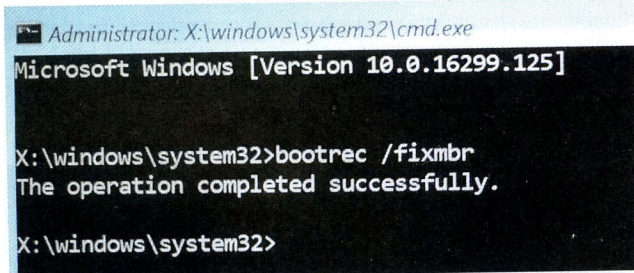 Administrator: X:\windows\system32\cmd.exe
Microsoft Windows [Version 10.0.16299.125]
X:\windows\system32>bootrec /fixmbr
The operation completed successfully.
X:\windows\system32>